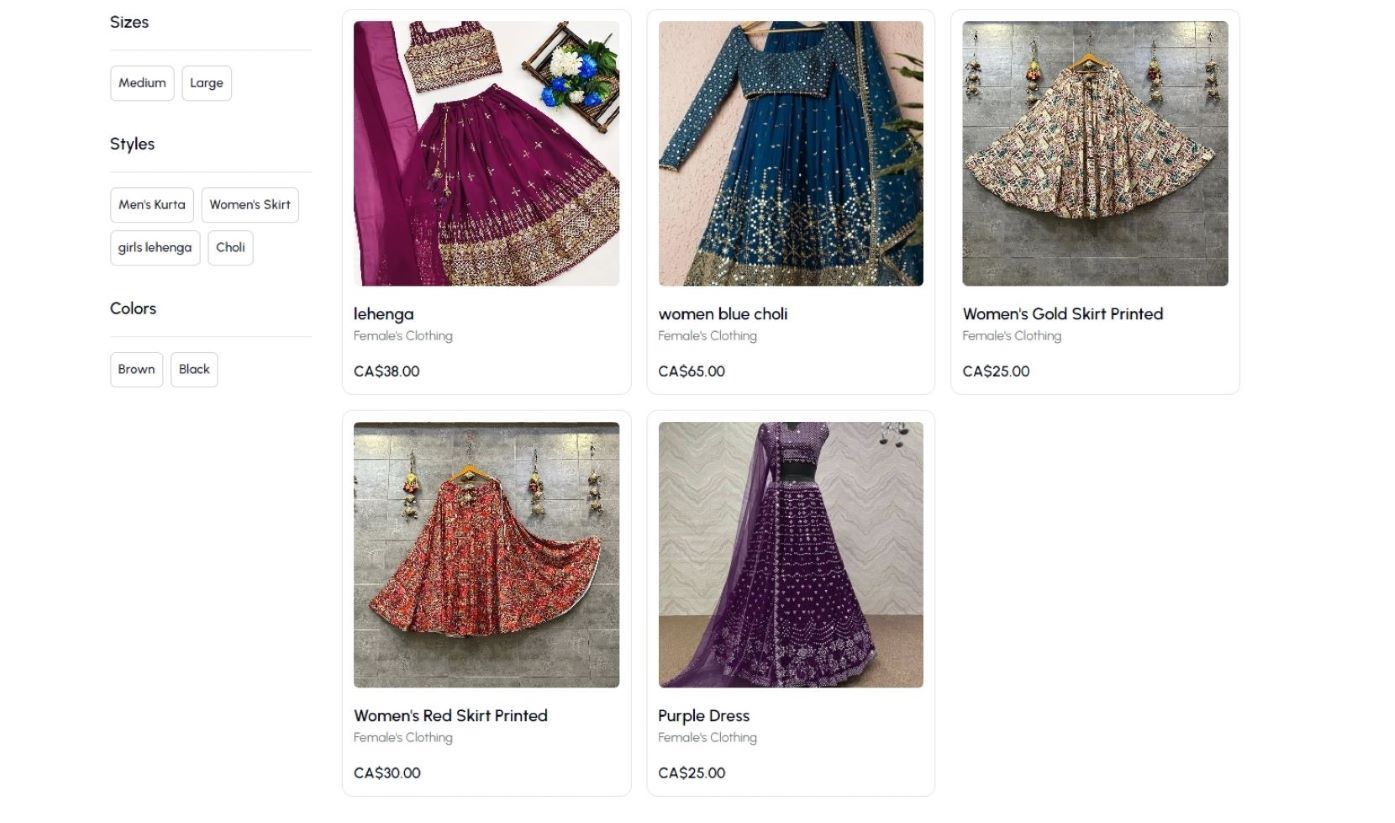 Sizes
Medium Large
Styles
Men's Kurta Women's Skirt
girls lehenga Choli
Colors
Brown Black
lehenga
Female's Clothing
CA$38.00
women blue choli
Female's Clothing
CA$65.00
Women's Gold Skirt Printed
Female's Clothing
CA$25.00
Women's Red Skirt Printed
Female's Clothing
CA$30.00
Purple Dress
Female's Clothing
CA$25.00